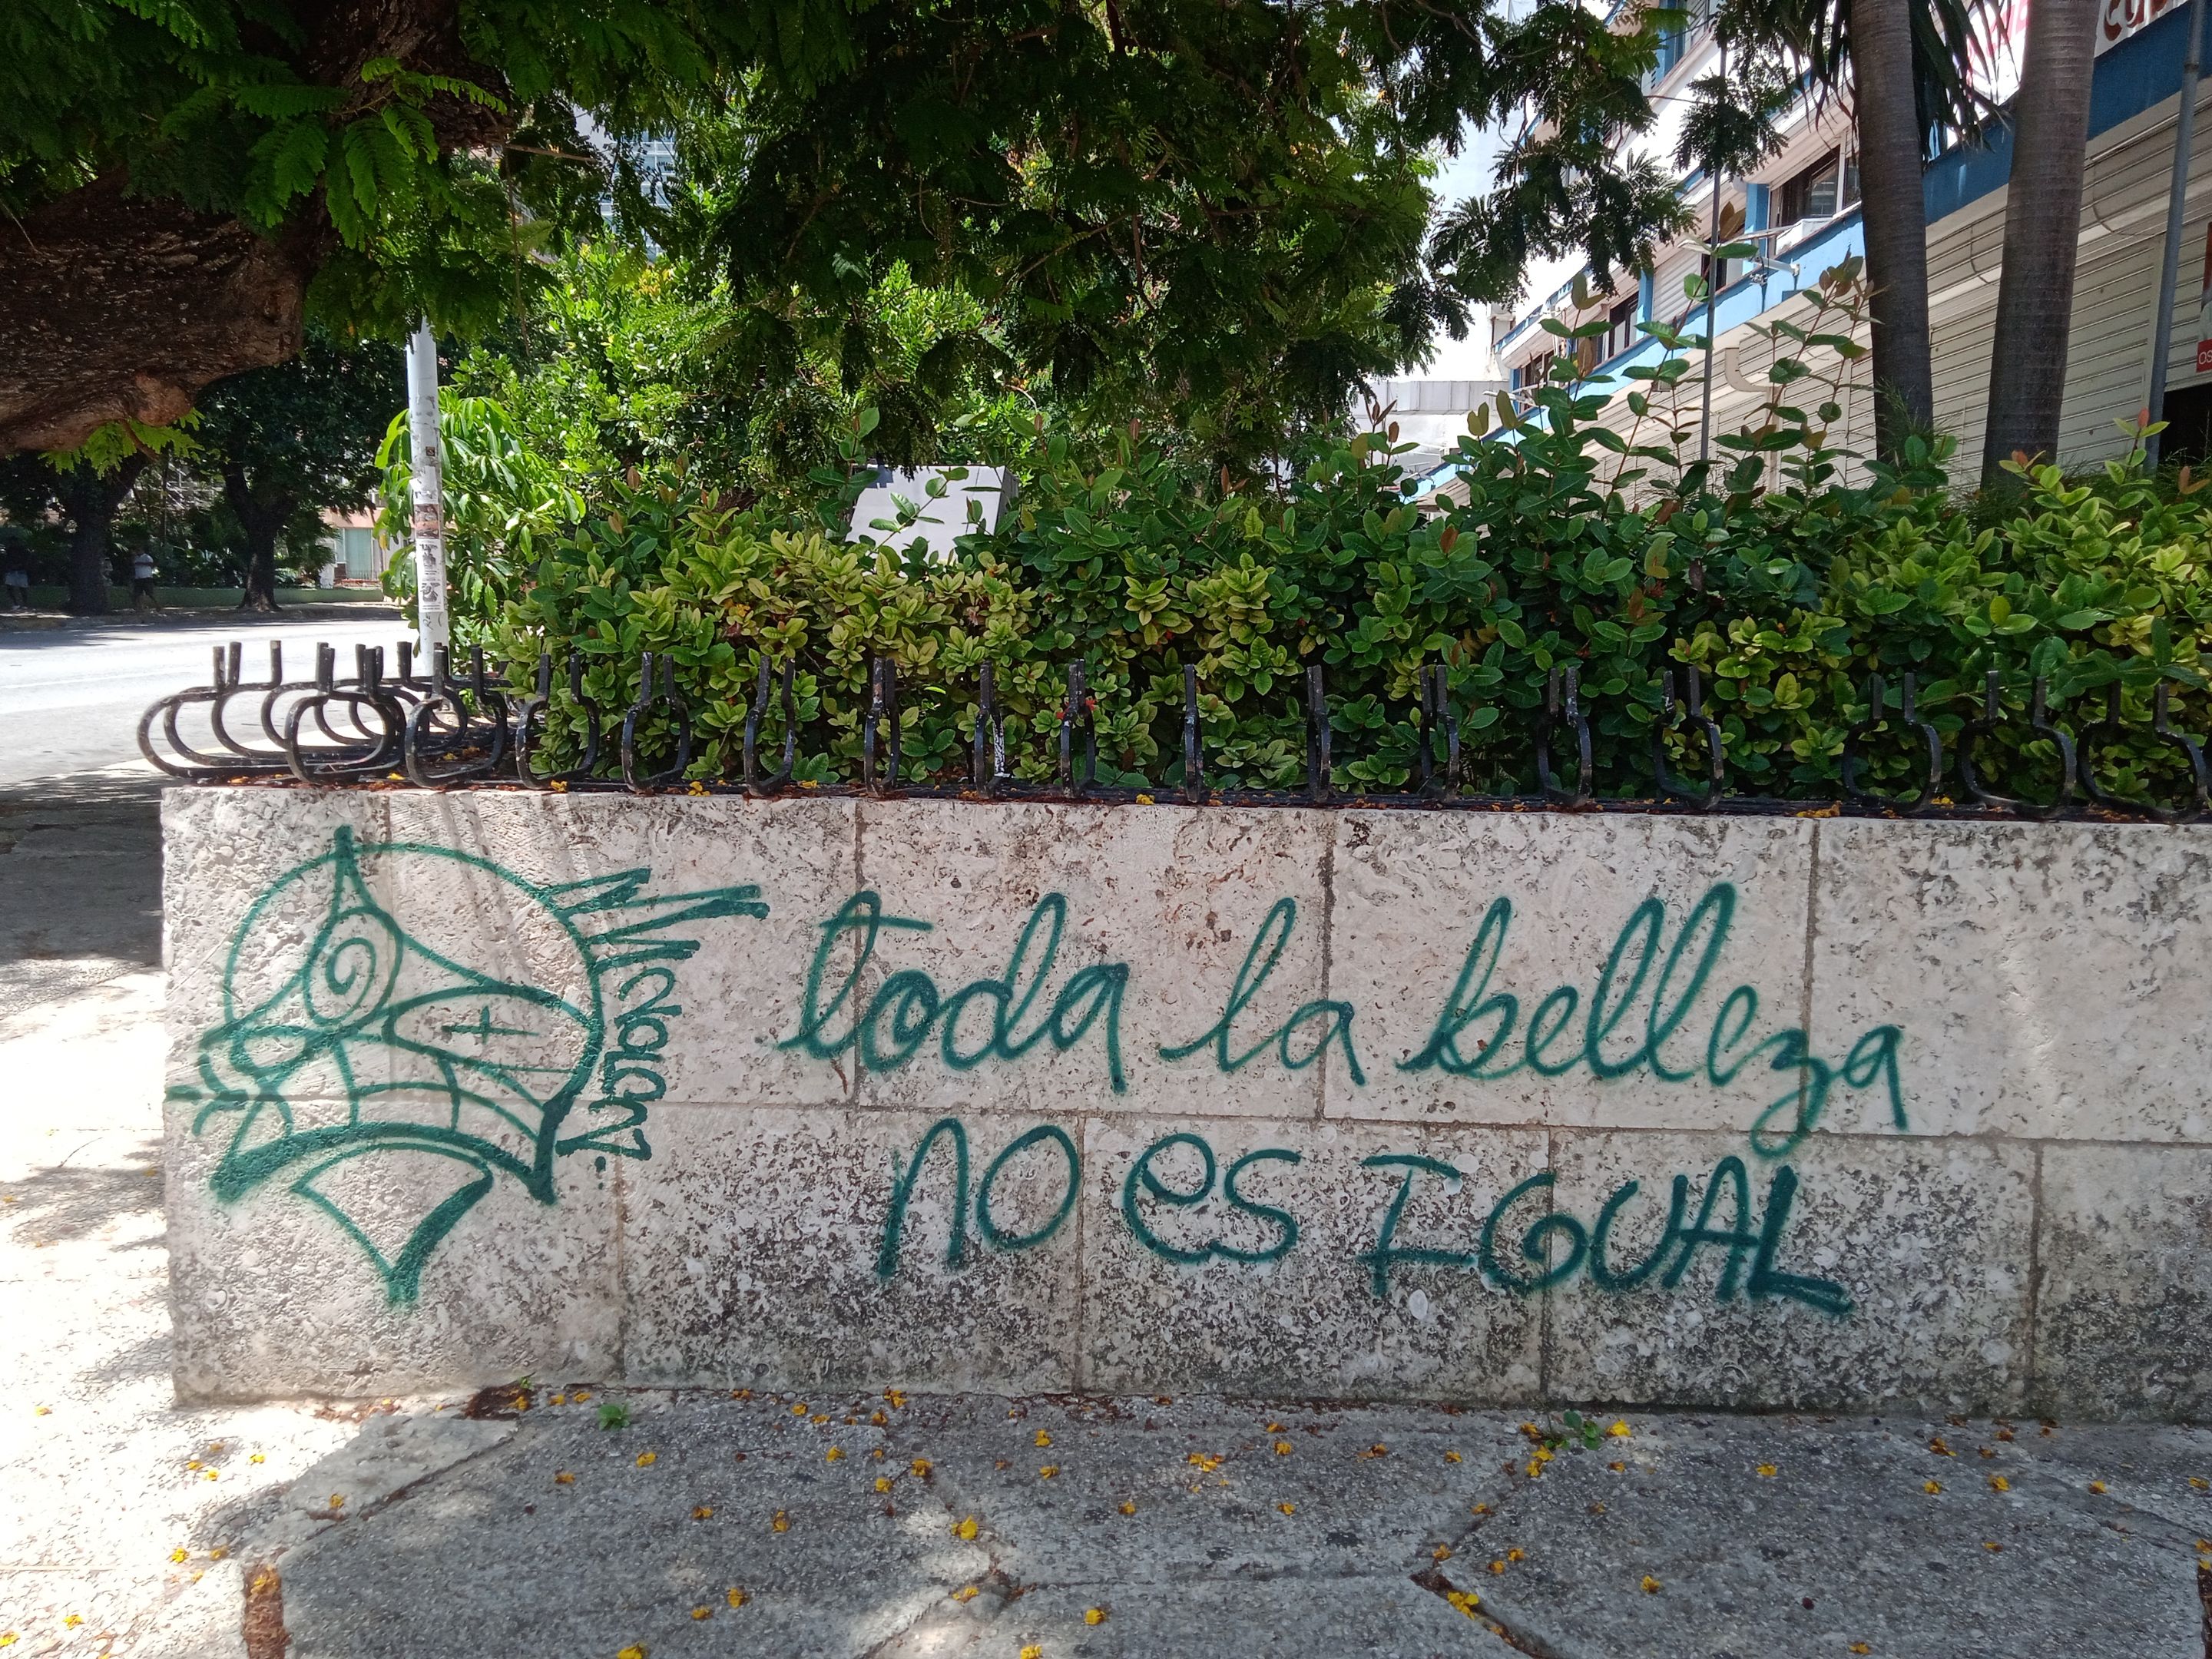 toda la belleza
no es IGUAL